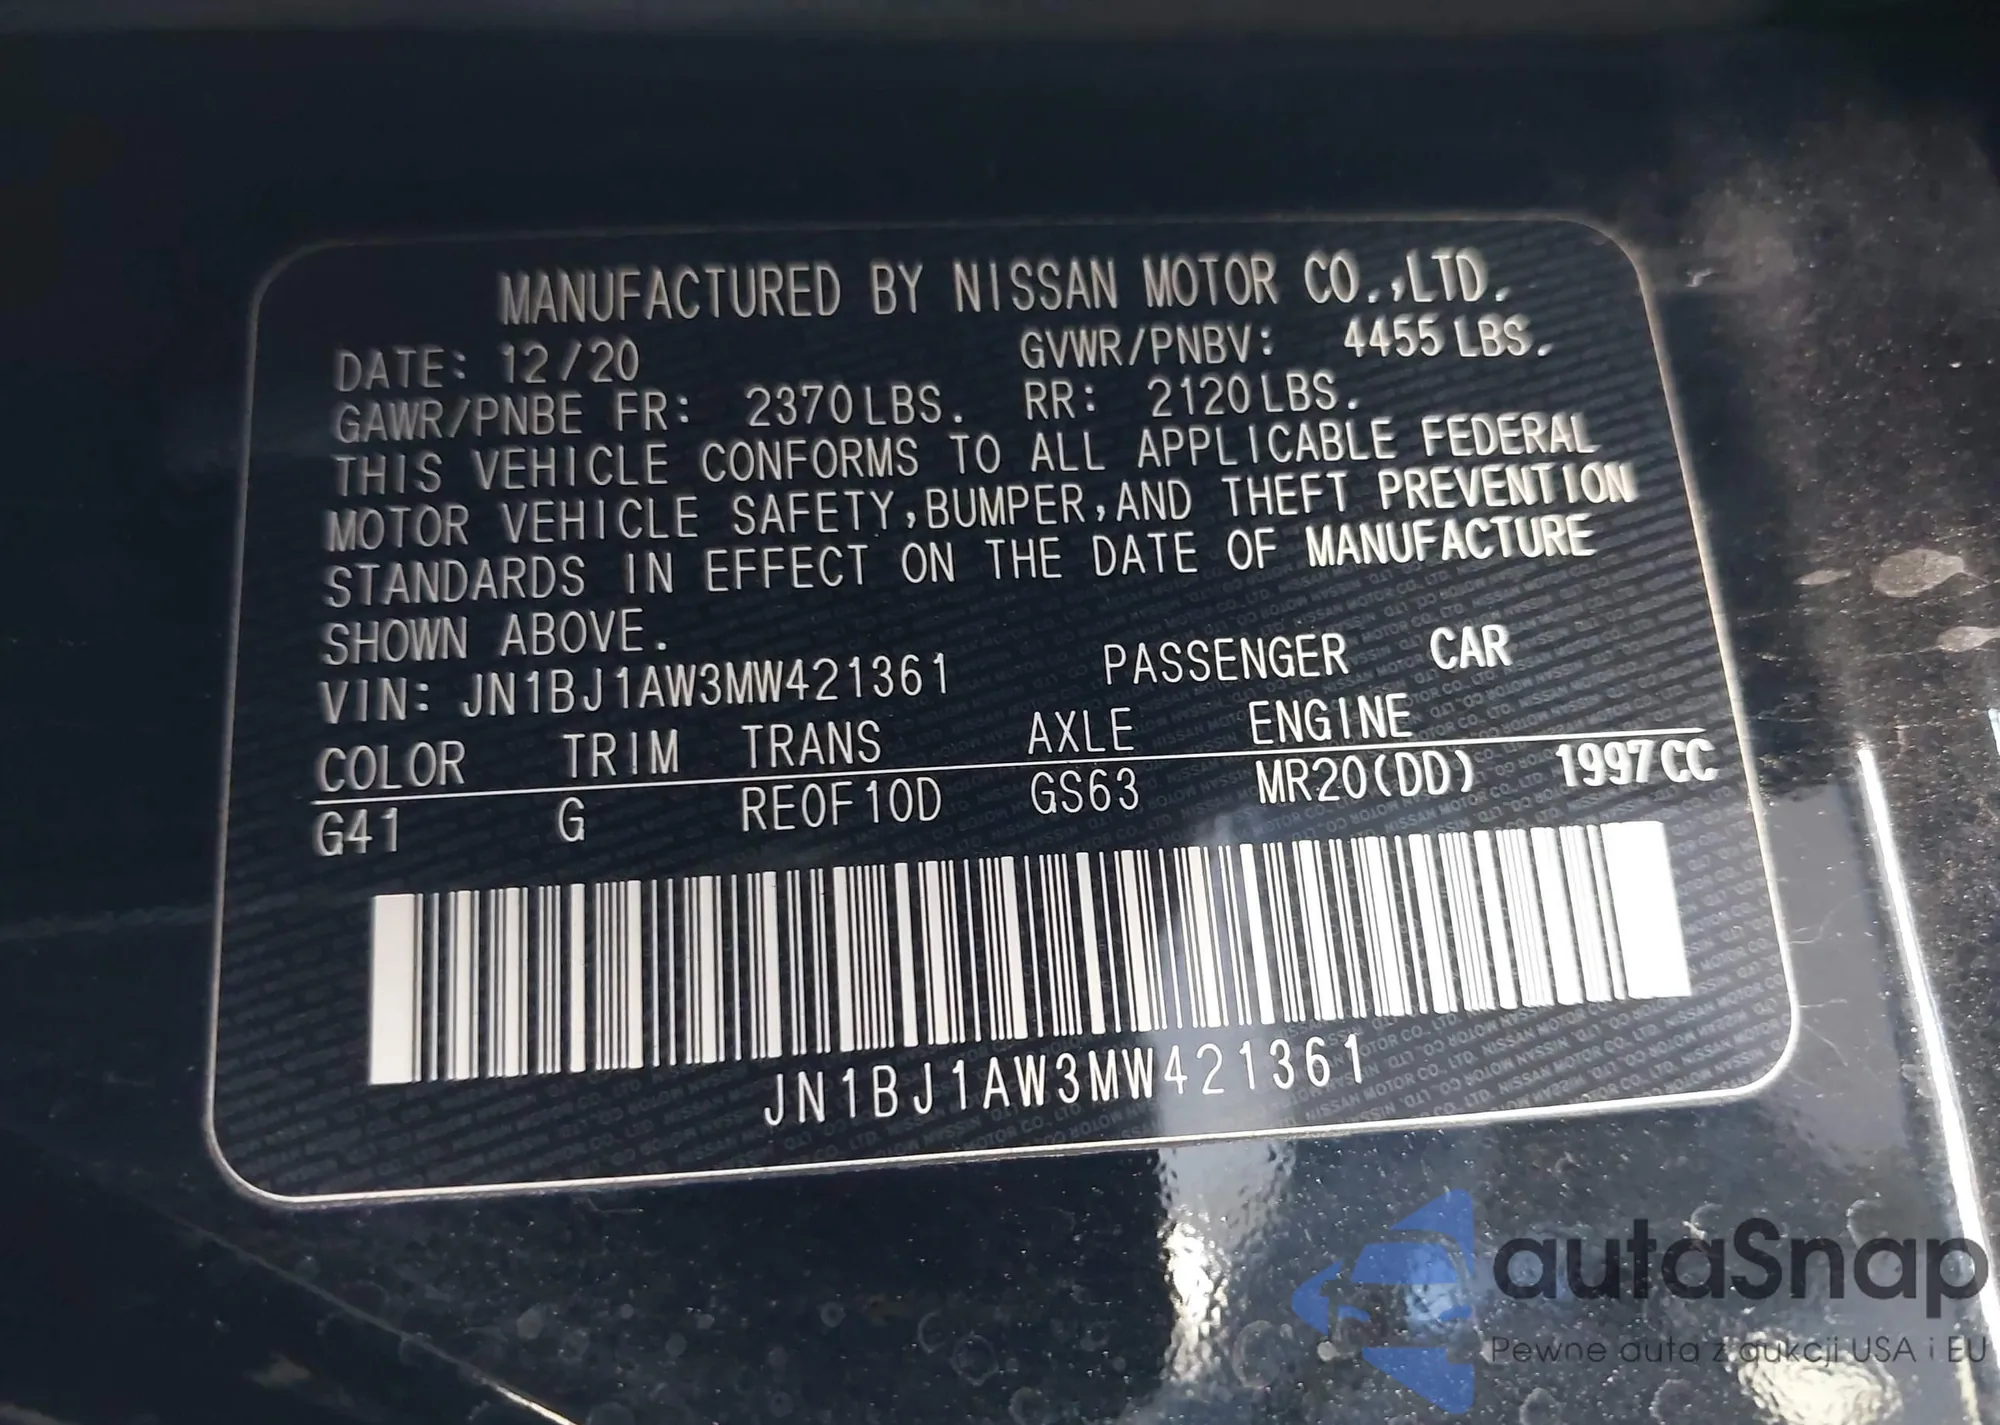 MANUFACTURED BY NISSAN MOTOR CO.,LTD.
DATE: 12/20 GVWR/PNBV: 4455 LBS.
GAWR/PNBE FR: 2370 LBS. RR: 2120 LBS.
THIS VEHICLE CONFORMS TO ALL APPLICABLE FEDERAL
MOTOR VEHICLE SAFETY,BUMPER,AND THEFT PREVENTION
STANDARDS IN EFFECT ON THE DATE OF MANUFACTURE
SHOWN ABOVE.
VIN: JN1BJ1AW3MW421361 PASSENGER CAR
COLOR TRIM TRANS AXLE ENGINE
G41 G RE0F10D GS63 MR20(DD) 1997CC
JN1BJ1AW3MW421361
autaSnap
Pewne auta z aukcji USA i EU